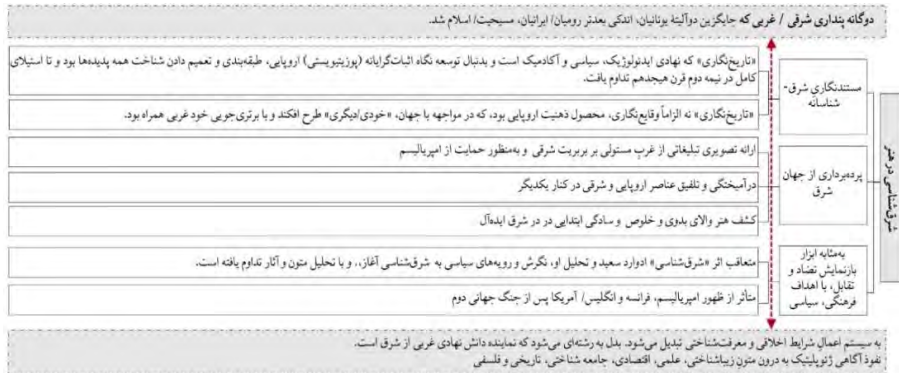 دوگانه پنداری شرقی / غربی که جایگزین دوآلیتهٔ یونانیان، اندکی بعدتر رومیان/ ایرانیان، مسیحیت/ اسلام شد.
شرق‌شناسی در هنر
مستندنگاری شرق-
شناسانه
«تاریخ‌نگاری» که نهادی ایدئولوژیک، سیاسی و آکادمیک است و بدنبال توسعه نگاه اثبات‌گرایانه (پوزیتیویستی) اروپایی، طبقه‌بندی و تعمیم دادن شناخت همه پدیده‌ها بود و تا استیلای
کامل در نیمه دوم قرن هیجدهم تداوم یافت.
«تاریخ‌نگاری» نه الزاماً وقایع‌نگاری، محصول ذهنیت اروپایی بود، که در مواجهه با جهان، «خودی/دیگری» طرح افکند و با برتری‌جویی خود غربی همراه بود.
پرده‌برداری از جهان
شرق
ارائه تصویری تبلیغاتی از غربِ مستولی بر بربریت شرقی و به‌منظور حمایت از امپریالیسم
درآمیختگی و تلفیق عناصر اروپایی و شرقی در کنار یکدیگر
کشف هنر والای بدوی و خلوص و سادگی ابتدایی در در شرق ایده‌آل
به‌مثابه ابزار
بازنمایش تضاد و
تقابل، با اهداف
فرهنگی، سیاسی
متعاقب اثر «شرق‌شناسی» ادوارد سعید و تحلیل او، نگرش و رویه‌های سیاسی به شرق‌شناسی آغاز،. و با تحلیل متون و آثار تداوم یافته است.
متأثر از ظهور امپریالیسم، فرانسه و انگلیس/ آمریکا پس از جنگ جهانی دوم
به سیستم اعمالِ شرایط اخلاقی و معرفت‌شناختی تبدیل می‌شود. بدل به رشته‌ای می‌شود که نماینده دانش نهادی غربی از شرق است.
نفوذ آگاهی ژئوپلیتیک به درون متونِ زیباشناختی، علمی، اقتصادی، جامعه شناختی، تاریخی و فلسفی